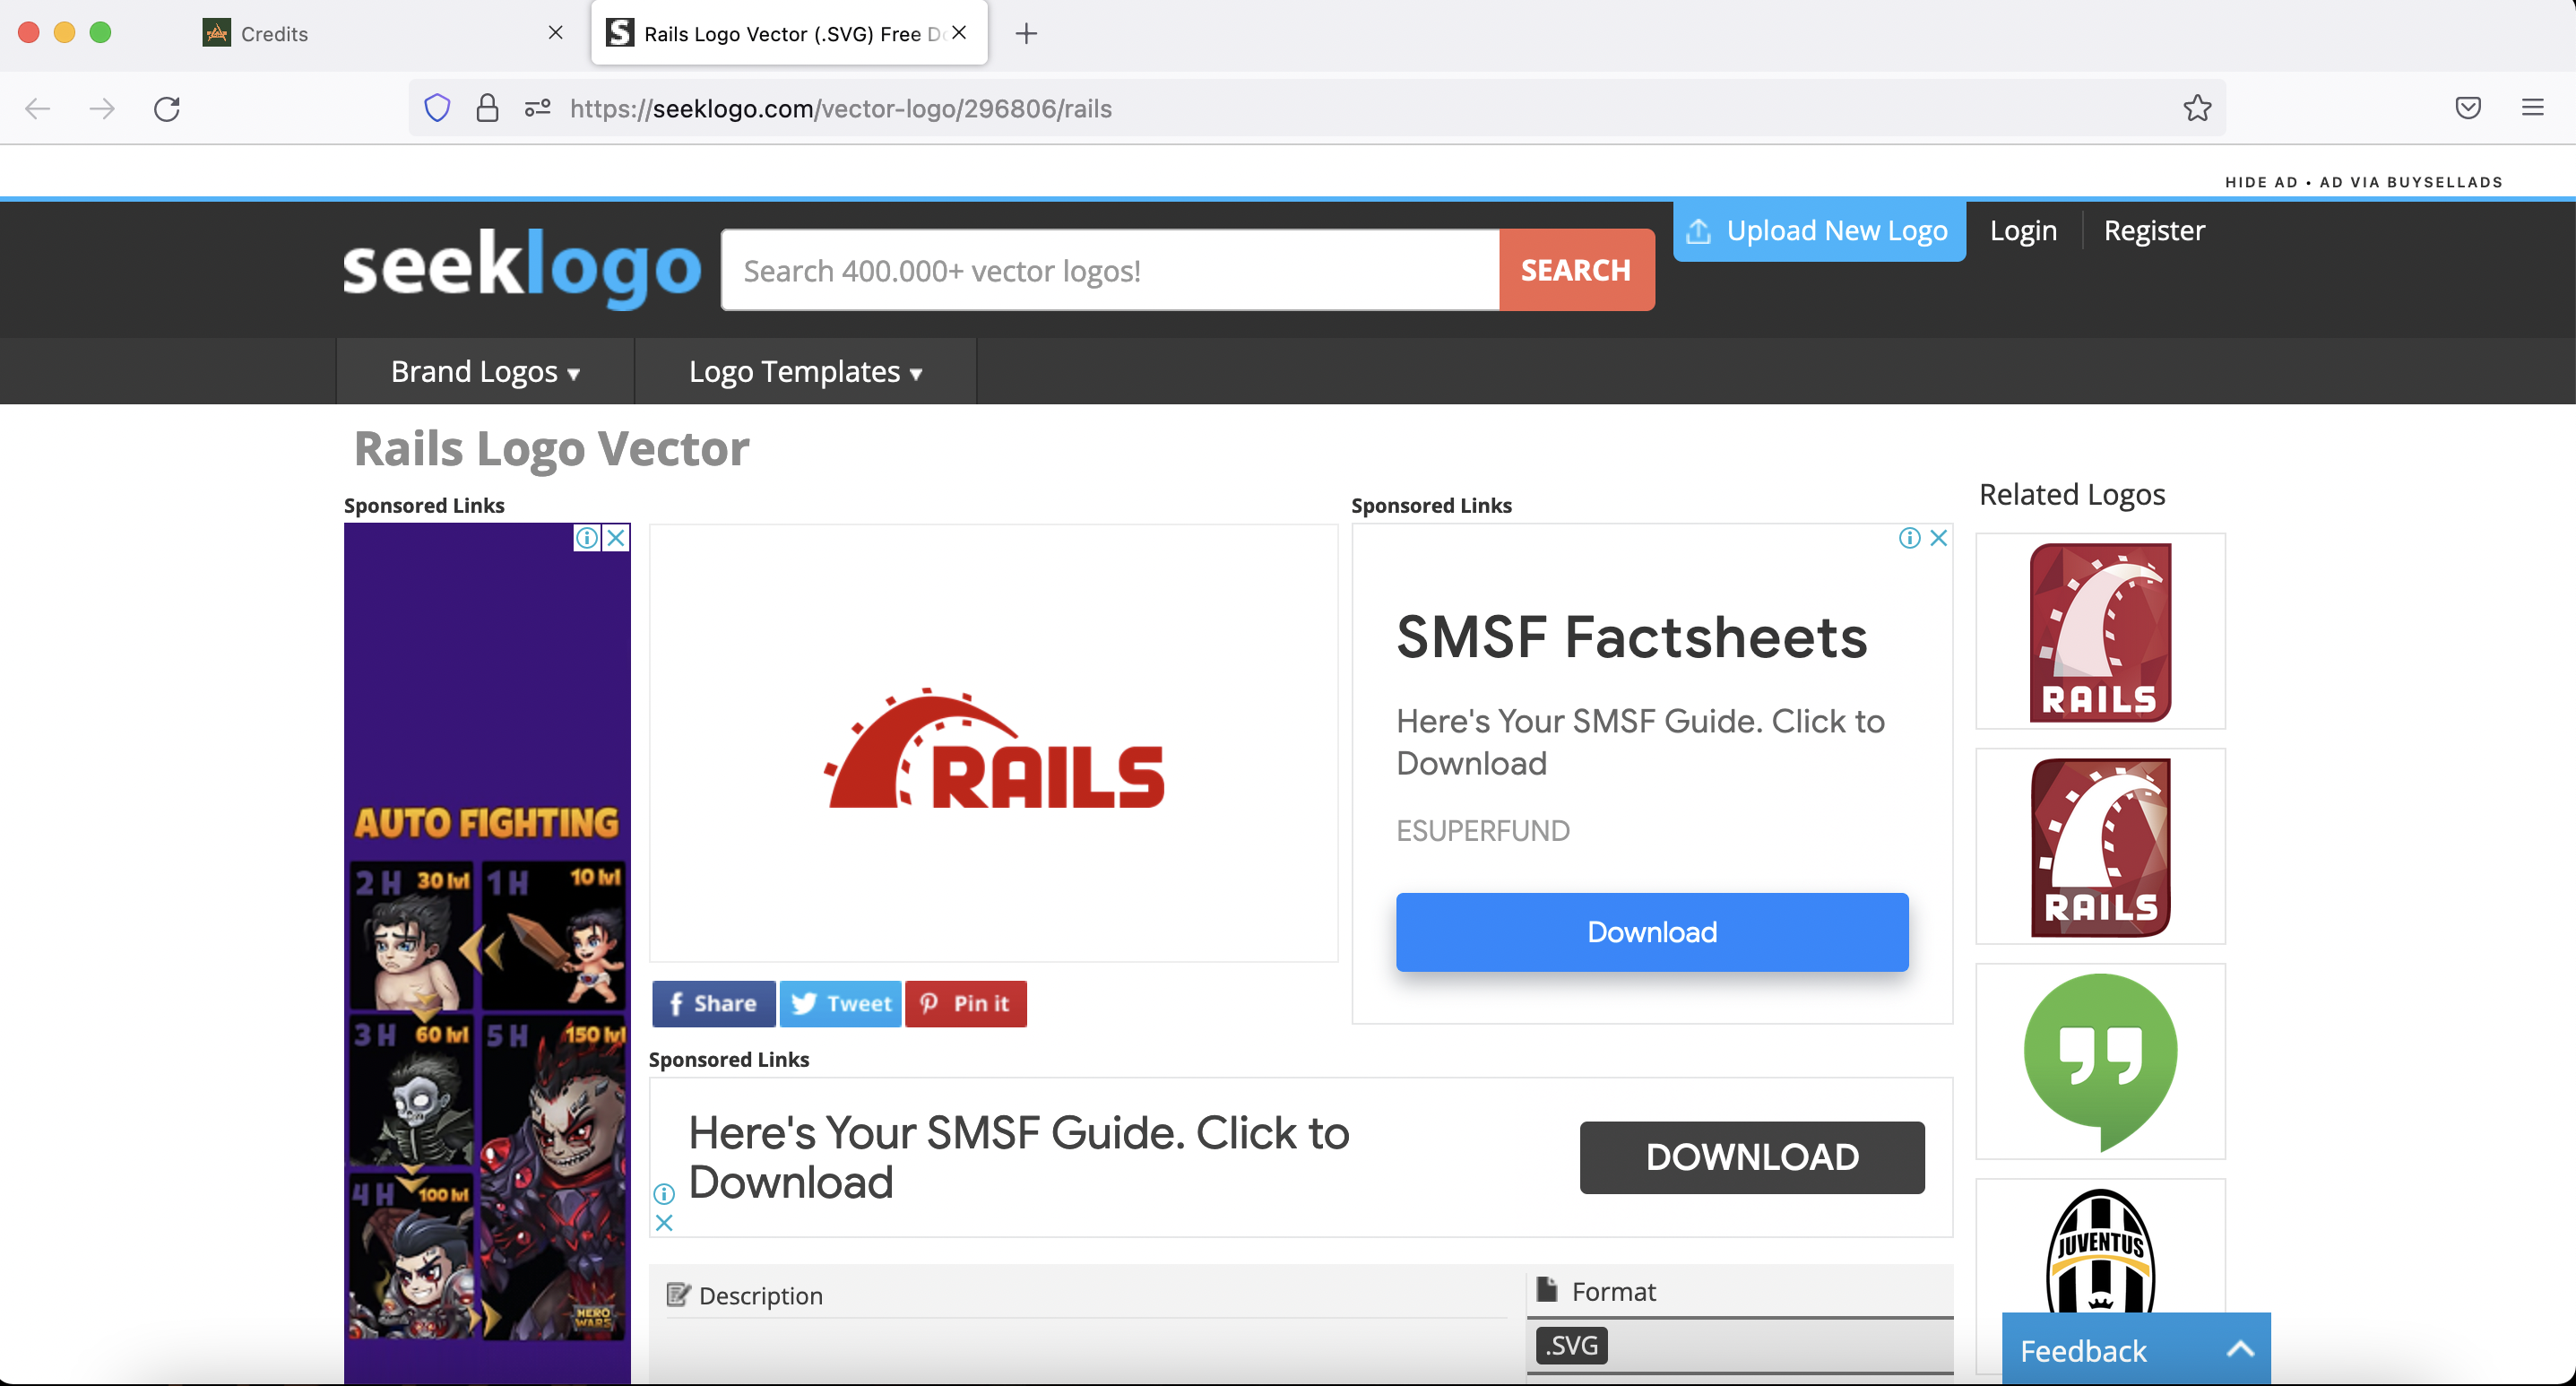 Credits
Rails Logo Vector (.SVG) Free Do
https://seeklogo.com/vector-logo/296806/rails
HIDE AD • AD VIA BUYSELLADS
seeklogo
Search 400.000+ vector logos!
SEARCH
Upload New Logo
Login
Register
Brand Logos ▾
Logo Templates ▾
Rails Logo Vector
Sponsored Links
AUTO FIGHTING
2 H 30 lvl
1 H 10 lvl
3 H 60 lvl
5 H 150 lvl
4 H 100 lvl
HERO
WARS
RAILS
Share
Tweet
Pin it
Sponsored Links
SMSF Factsheets
Here's Your SMSF Guide. Click to
Download
ESUPERFUND
Download
Sponsored Links
Here's Your SMSF Guide. Click to
Download
DOWNLOAD
Description
Format
.SVG
Related Logos
RAILS
RAILS
JUVENTUS
Feedback